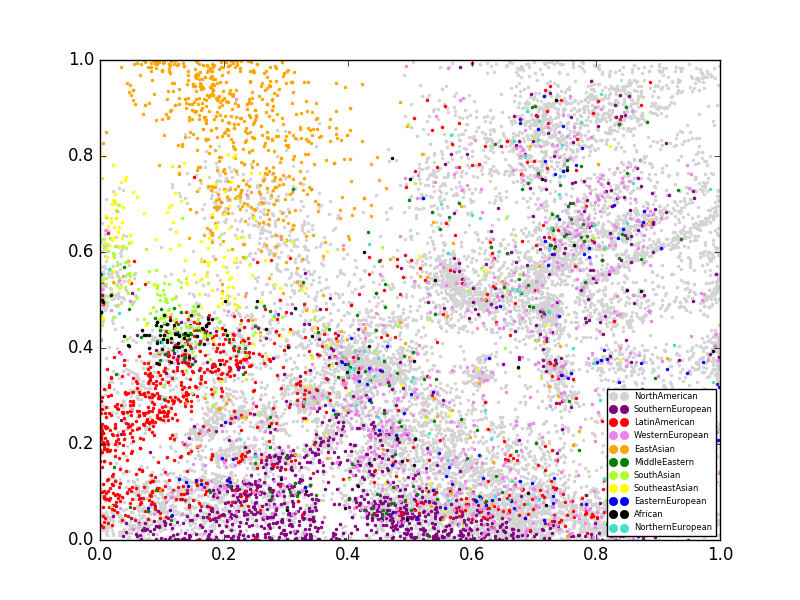 1.0
0.8
0.6
0.4
0.2
0.0
0.0 0.2 0.4 0.6 0.8 1.0
NorthAmerican
SouthernEuropean
LatinAmerican
WesternEuropean
EastAsian
MiddleEastern
SouthAsian
SoutheastAsian
EasternEuropean
African
NorthernEuropean